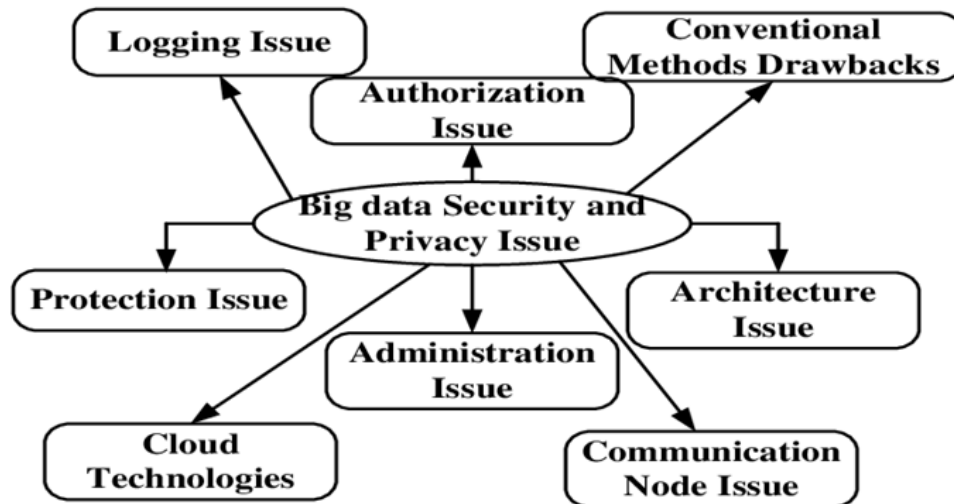 Logging Issue
Conventional
Methods Drawbacks
Authorization
Issue
Big data Security and
Privacy Issue
Protection Issue
Architecture
Issue
Administration
Issue
Cloud
Technologies
Communication
Node Issue